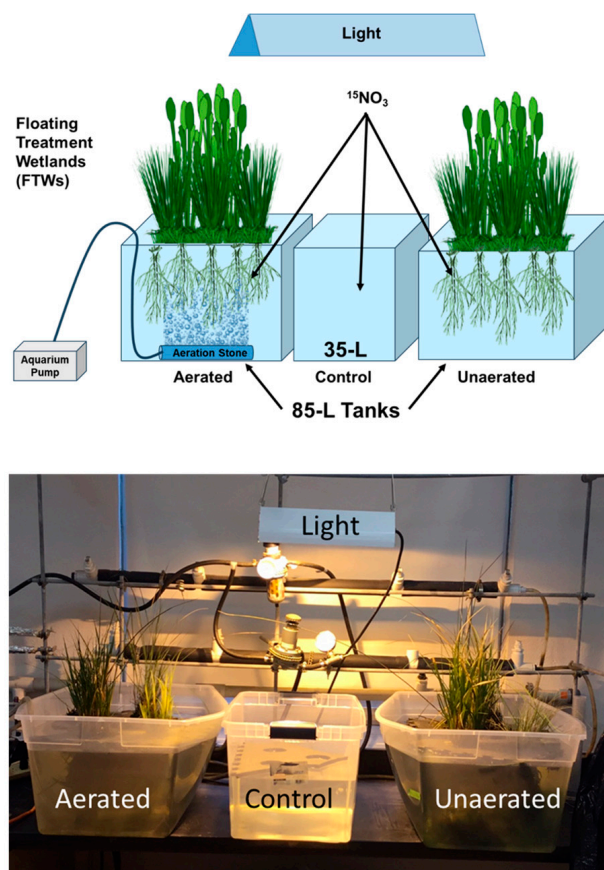 Light
¹⁵NO₃
Floating
Treatment
Wetlands
(FTWs)
Aquarium
Pump
Aeration Stone
35-L
Aerated
Control
Unaerated
85-L Tanks
Light
Aerated
Control
Unaerated